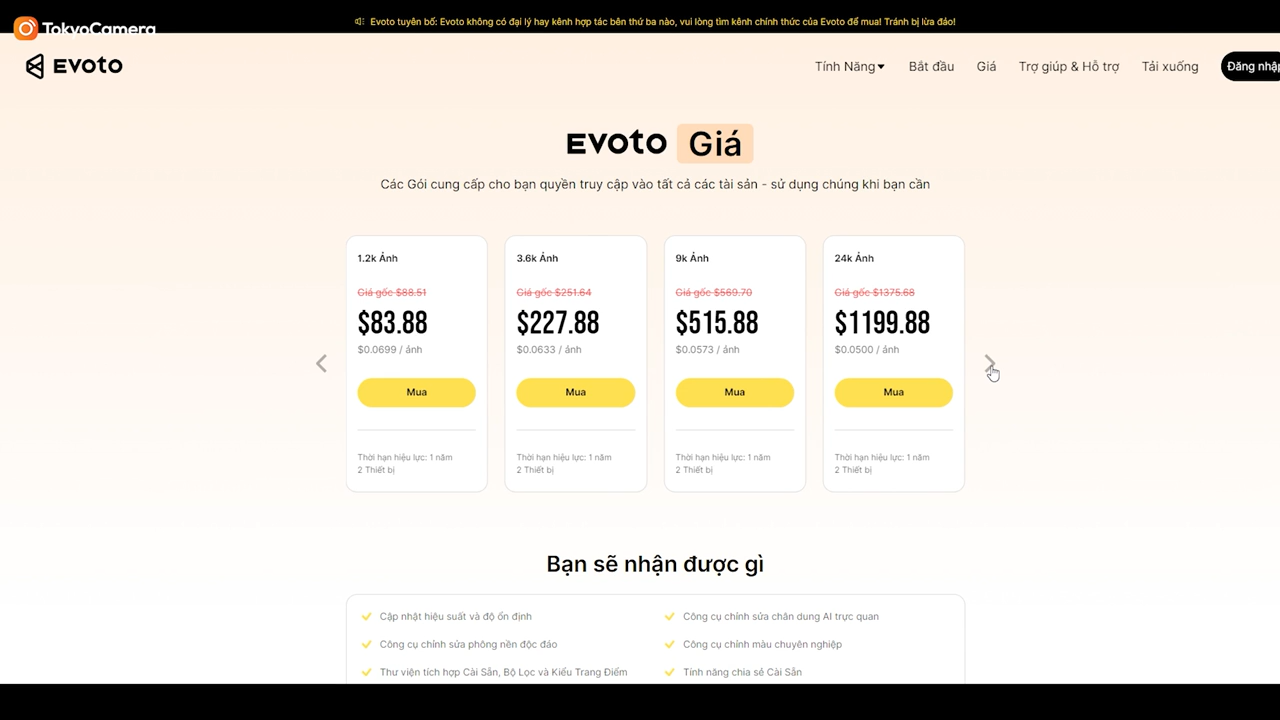 Evoto tuyên bố: Evoto không có đại lý hay kênh hợp tác bên thứ ba nào, vui lòng tìm kênh chính thức của Evoto để mua! Tránh bị lừa đảo!
TokyoCamera
EVOTO
Tính Năng
Bắt đầu
Giá
Trợ giúp & Hỗ trợ
Tải xuống
Đăng nhập
EVOTO Giá
Các Gói cung cấp cho bạn quyền truy cập vào tất cả các tài sản - sử dụng chúng khi bạn cần
1.2k Ảnh
Giá gốc $88.51
$83.88
$0.0699 / ảnh
Mua
Thời hạn hiệu lực: 1 năm
2 Thiết bị
3.6k Ảnh
Giá gốc $251.64
$227.88
$0.0633 / ảnh
Mua
Thời hạn hiệu lực: 1 năm
2 Thiết bị
9k Ảnh
Giá gốc $569.70
$515.88
$0.0573 / ảnh
Mua
Thời hạn hiệu lực: 1 năm
2 Thiết bị
24k Ảnh
Giá gốc $1375.68
$1199.88
$0.0500 / ảnh
Mua
Thời hạn hiệu lực: 1 năm
2 Thiết bị
Bạn sẽ nhận được gì
Cập nhật hiệu suất và độ ổn định
Công cụ chỉnh sửa chân dung AI trực quan
Công cụ chỉnh sửa phông nền độc đáo
Công cụ chỉnh màu chuyên nghiệp
Thư viện tích hợp Cài Sẵn, Bộ Lọc và Kiểu Trang Điểm
Tính năng chia sẻ Cài Sẵn